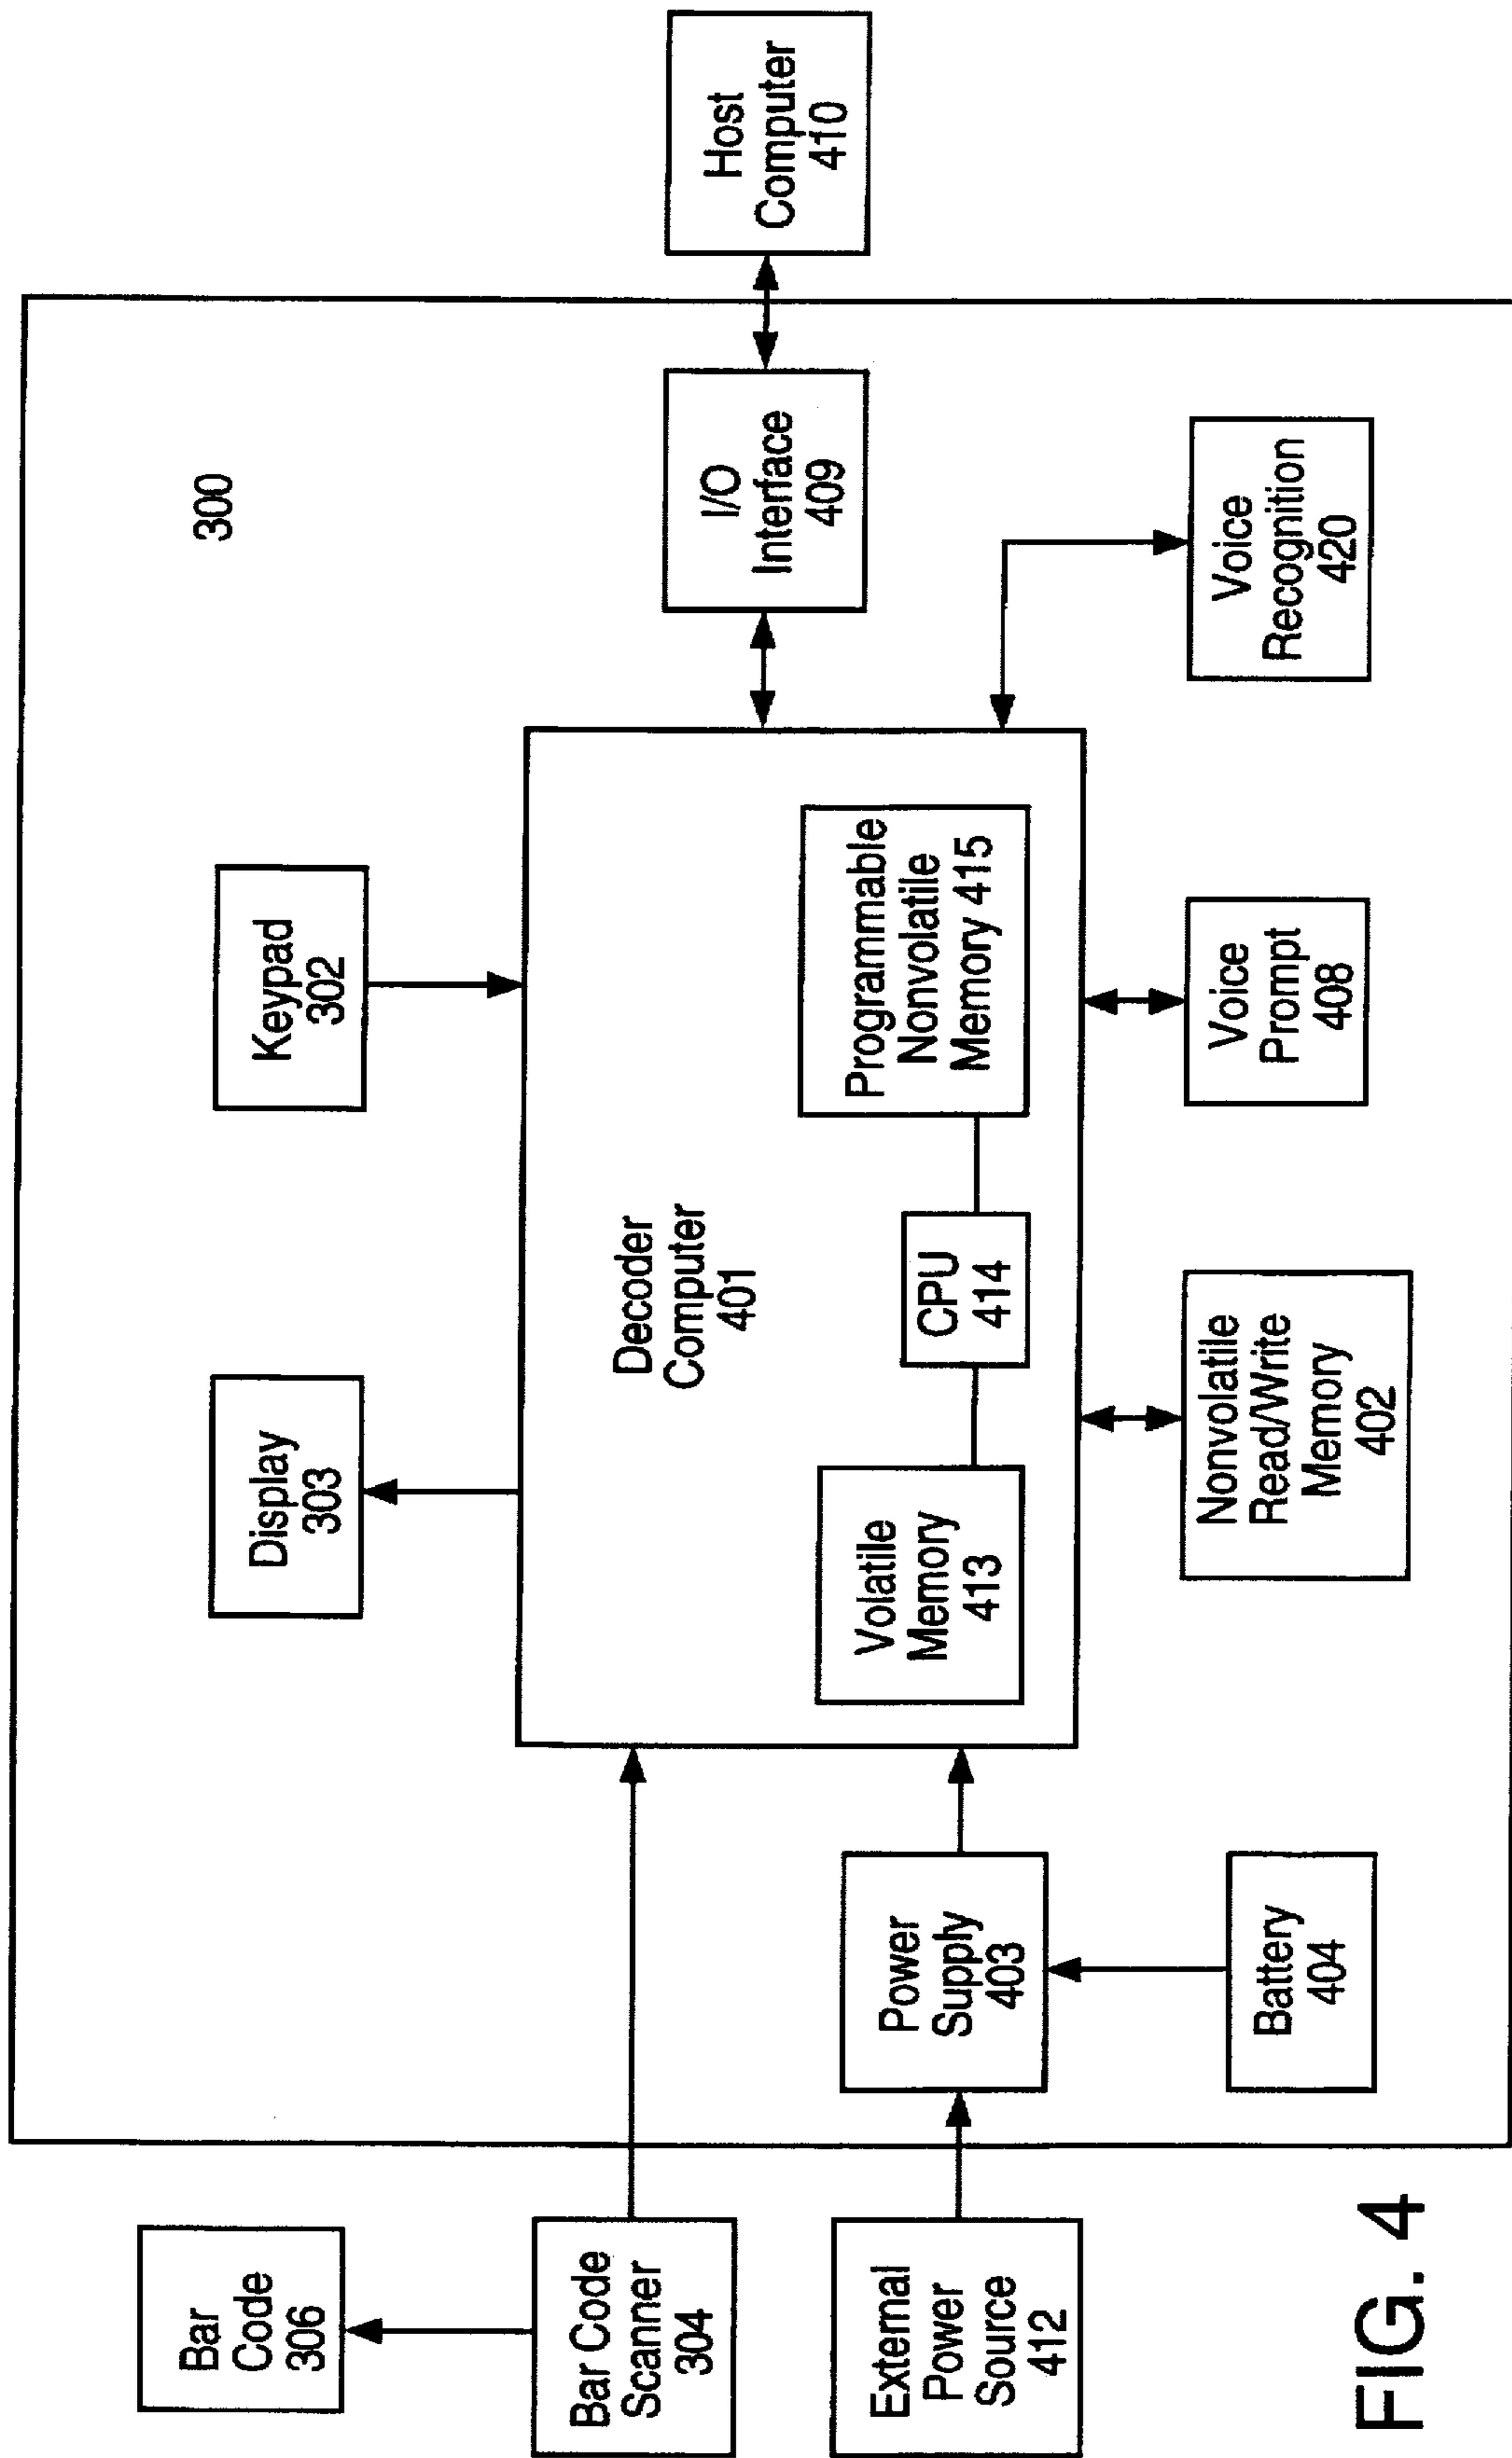 Bar
Code
306
Bar Code
Scanner
304
External
Power
Source
412
Display
303
Keypad
302
300
Decoder
Computer
401
Volatile
Memory
413
CPU
414
Programmable
Nonvolatile
Memory 415
Power
Supply
403
Battery
404
Nonvolatile
Read/Write
Memory
402
Voice
Prompt
408
Voice
Recognition
420
I/O
Interface
409
Host
Computer
410
FIG. 4